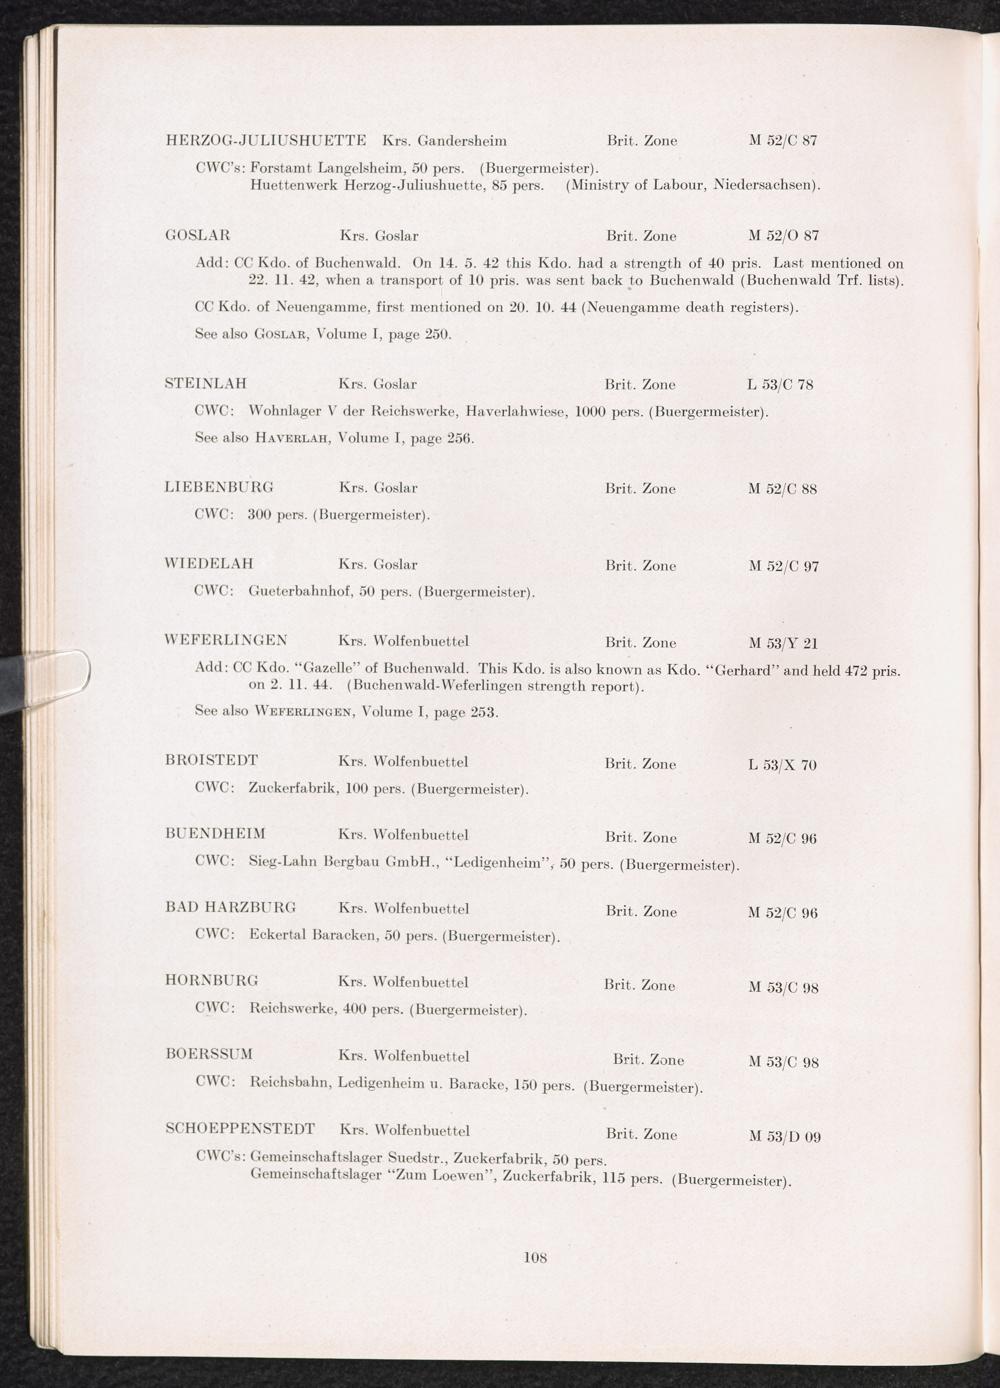 HERZOG-JULIUSHUETTE Krs. Gandersheim Brit. Zone M 52/C 87
CWC's: Forstamt Langelsheim, 50 pers. (Buergermeister).
Huettenwerk Herzog-Juliushuette, 85 pers. (Ministry of Labour, Niedersachsen).
GOSLAR Krs. Goslar Brit. Zone M 52/O 87
Add: CC Kdo. of Buchenwald. On 14. 5. 42 this Kdo. had a strength of 40 pris. Last mentioned on
22. 11. 42, when a transport of 10 pris. was sent back to Buchenwald (Buchenwald Trf. lists).
CC Kdo. of Neuengamme, first mentioned on 20. 10. 44 (Neuengamme death registers).
See also GOSLAR, Volume I, page 250.
STEINLAH Krs. Goslar Brit. Zone L 53/C 78
CWC: Wohnlager V der Reichswerke, Haverlahwiese, 1000 pers. (Buergermeister).
See also HAVERLAH, Volume I, page 256.
LIEBENBURG Krs. Goslar Brit. Zone M 52/C 88
CWC: 300 pers. (Buergermeister).
WIEDELAH Krs. Goslar Brit. Zone M 52/C 97
CWC: Gueterbahnhof, 50 pers. (Buergermeister).
WEFERLINGEN Krs. Wolfenbuettel Brit. Zone M 53/Y 21
Add: CC Kdo. “Gazelle” of Buchenwald. This Kdo. is also known as Kdo. “Gerhard” and held 472 pris.
on 2. 11. 44. (Buchenwald-Weferlingen strength report).
See also WEFERLINGEN, Volume I, page 253.
BROISTEDT Krs. Wolfenbuettel Brit. Zone L 53/X 70
CWC: Zuckerfabrik, 100 pers. (Buergermeister).
BUENDHEIM Krs. Wolfenbuettel Brit. Zone M 52/C 96
CWC: Sieg-Lahn Bergbau GmbH., “Ledigenheim”, 50 pers. (Buergermeister).
BAD HARZBURG Krs. Wolfenbuettel Brit. Zone M 52/C 96
CWC: Eckertal Baracken, 50 pers. (Buergermeister).
HORNBURG Krs. Wolfenbuettel Brit. Zone M 53/C 98
CWC: Reichswerke, 400 pers. (Buergermeister).
BOERSSUM Krs. Wolfenbuettel Brit. Zone M 53/C 98
CWC: Reichsbahn, Ledigenheim u. Baracke, 150 pers. (Buergermeister).
SCHOEPPENSTEDT Krs. Wolfenbuettel Brit. Zone M 53/D 09
CWC's: Gemeinschaftslager Suedstr., Zuckerfabrik, 50 pers.
Gemeinschaftslager “Zum Loewen”, Zuckerfabrik, 115 pers. (Buergermeister).
108